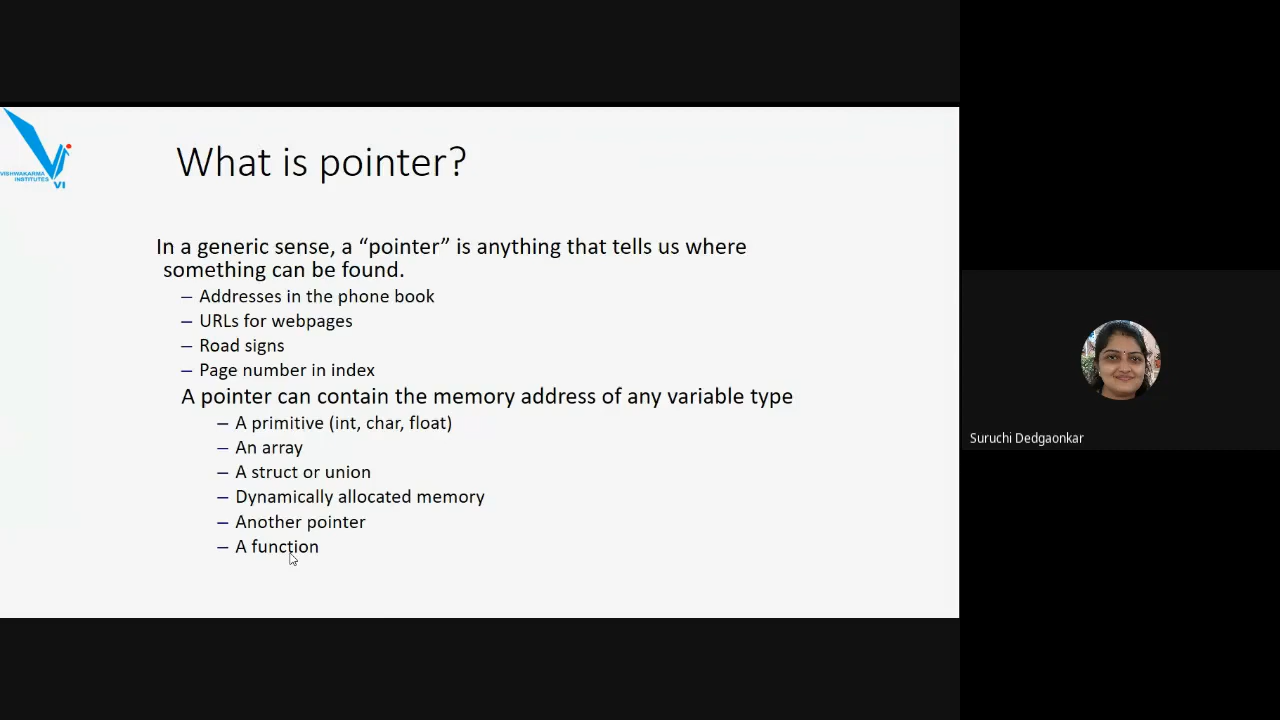 VISHWAKARMA
INSTITUTES
VI
What is pointer?
In a generic sense, a “pointer” is anything that tells us where
something can be found.
– Addresses in the phone book
– URLs for webpages
– Road signs
– Page number in index
A pointer can contain the memory address of any variable type
– A primitive (int, char, float)
– An array
– A struct or union
– Dynamically allocated memory
– Another pointer
– A function
Suruchi Dedgaonkar